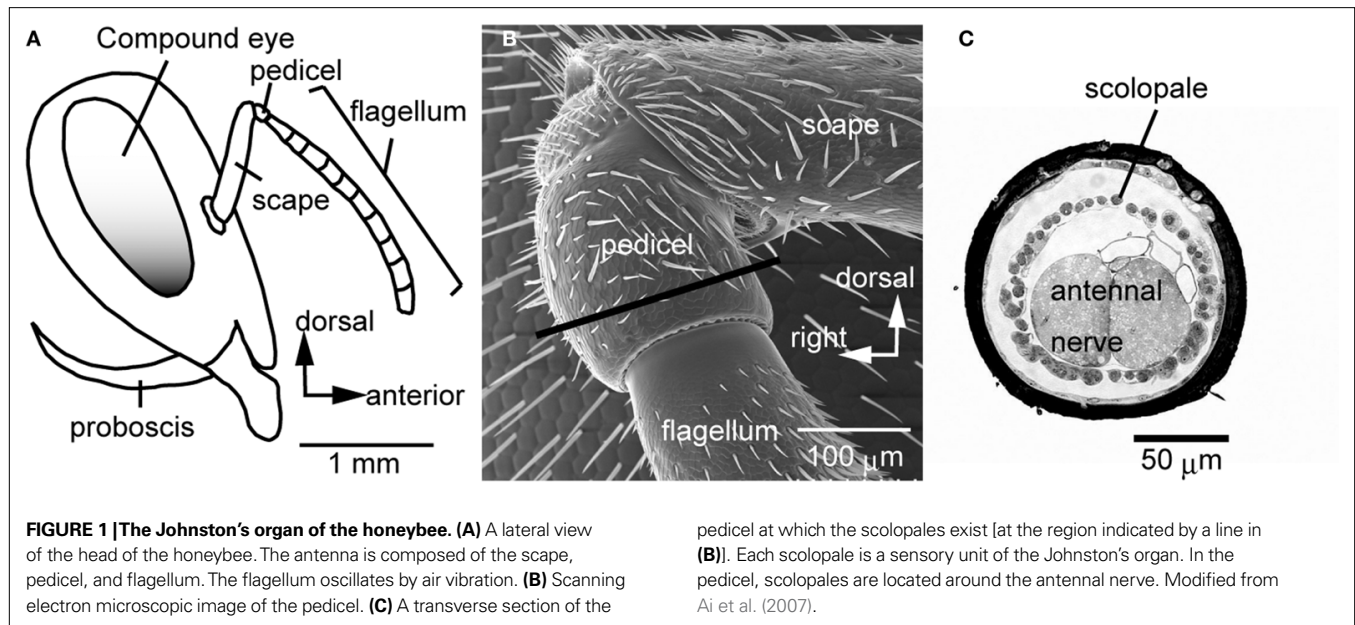 A
Compound eye
pedicel
flagellum
scape
dorsal
anterior
proboscis
1 mm
B
scape
pedicel
dorsal
right
flagellum
100 μm
C
scolopale
antennal
nerve
50 μm
FIGURE 1 | The Johnston's organ of the honeybee. (A) A lateral view
of the head of the honeybee. The antenna is composed of the scape,
pedicel, and flagellum. The flagellum oscillates by air vibration. (B) Scanning
electron microscopic image of the pedicel. (C) A transverse section of the
pedicel at which the scolopales exist [at the region indicated by a line in
(B)]. Each scolopale is a sensory unit of the Johnston's organ. In the
pedicel, scolopales are located around the antennal nerve. Modified from
Ai et al. (2007).